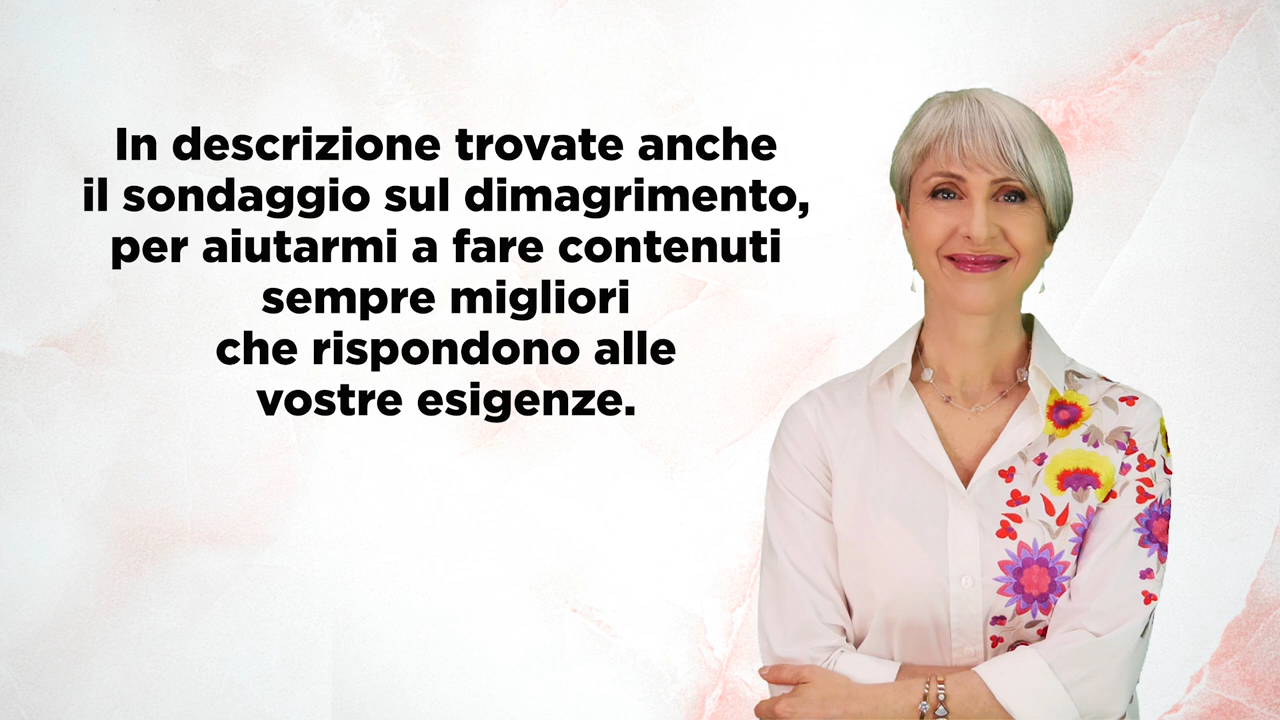 In descrizione trovate anche
il sondaggio sul dimagrimento,
per aiutarmi a fare contenuti
sempre migliori
che rispondono alle
vostre esigenze.